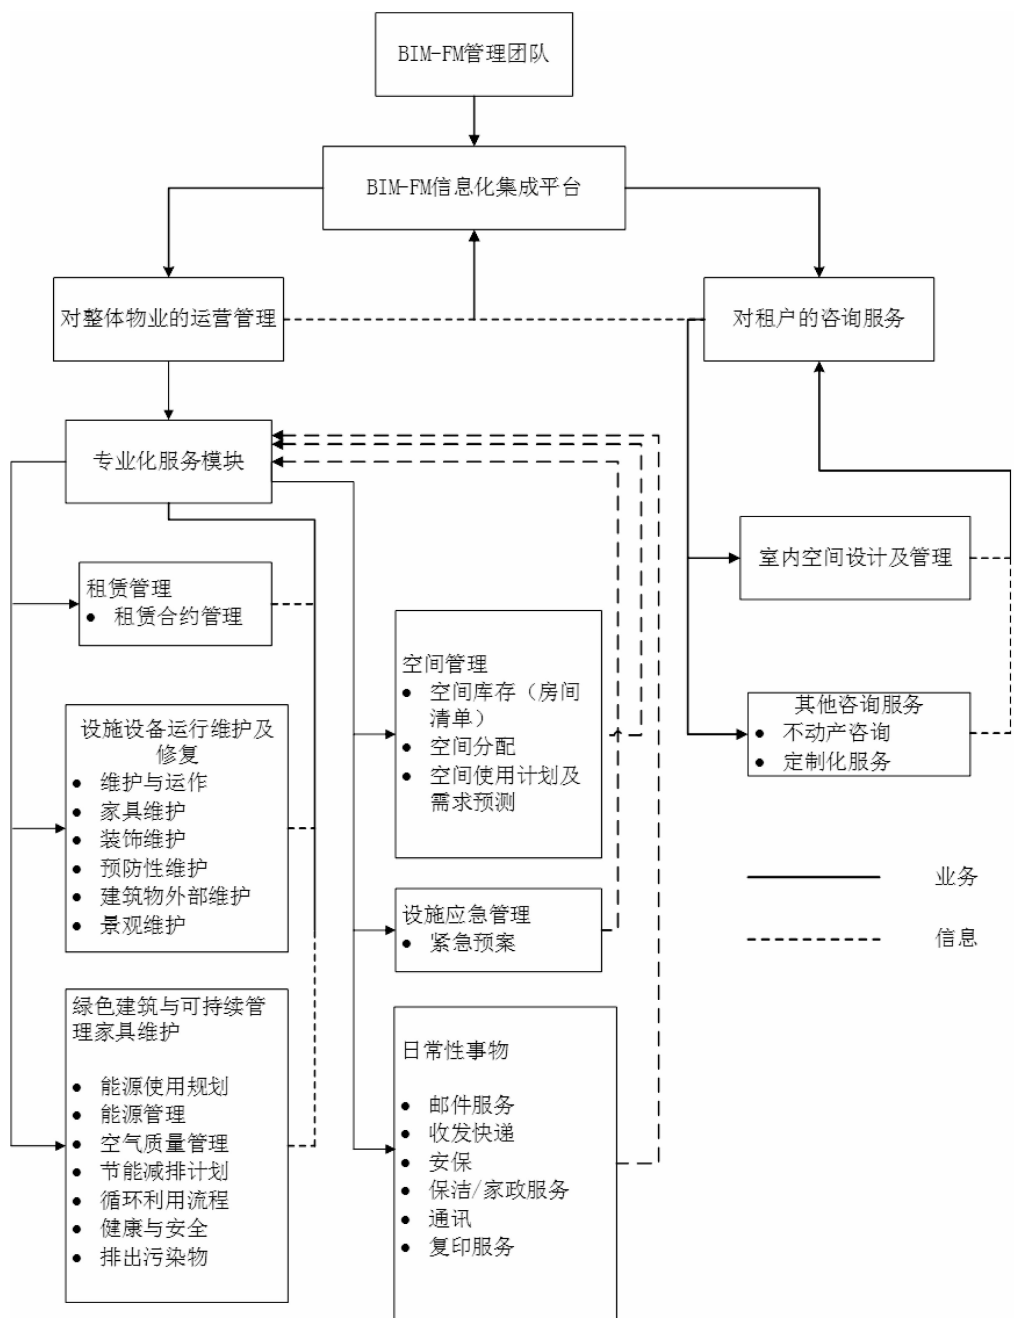 BIM-FM管理团队
BIM-FM信息化集成平台
对整体物业的运营管理
对租户的咨询服务
专业化服务模块
租赁管理
● 租赁合约管理
设施设备运行维护及
修复
● 维护与运作
● 家具维护
● 装饰维护
● 预防性维护
● 建筑物外部维护
● 景观维护
绿色建筑与可持续管
理家具维护
● 能源使用规划
● 能源管理
● 空气质量管理
● 节能减排计划
● 循环利用流程
● 健康与安全
● 排出污染物
空间管理
● 空间库存（房间
清单）
● 空间分配
● 空间使用计划及
需求预测
设施应急管理
● 紧急预案
日常性事物
● 邮件服务
● 收发快递
● 安保
● 保洁/家政服务
● 通讯
● 复印服务
室内空间设计及管理
其他咨询服务
● 不动产咨询
● 定制化服务
业务
信息